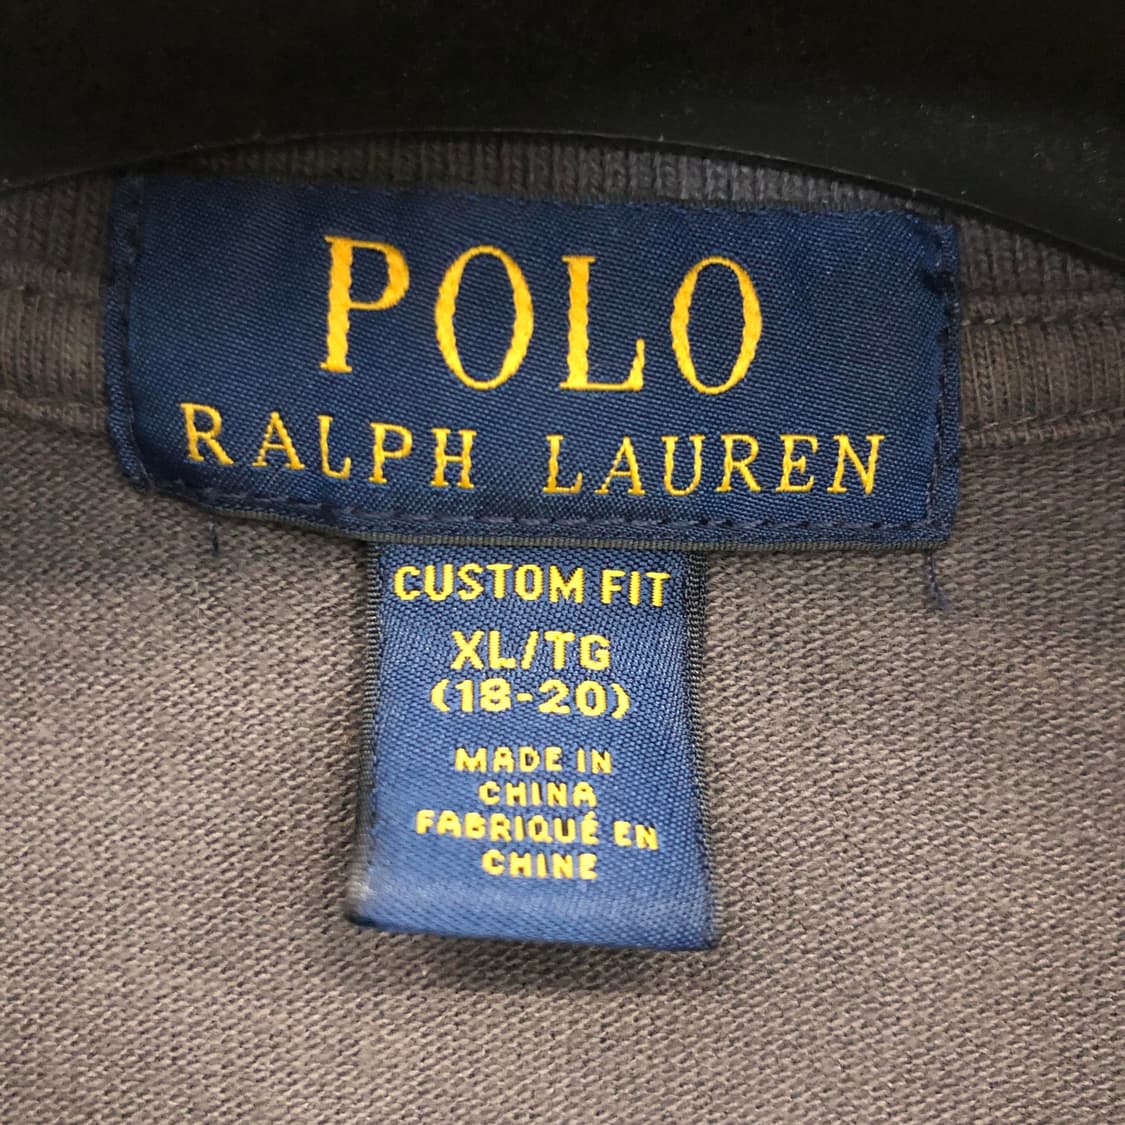 POLO
RALPH LAUREN
CUSTOM FIT
XL/TG
(18-20)
MADE IN
CHINA
FABRIQUÉ EN
CHINE